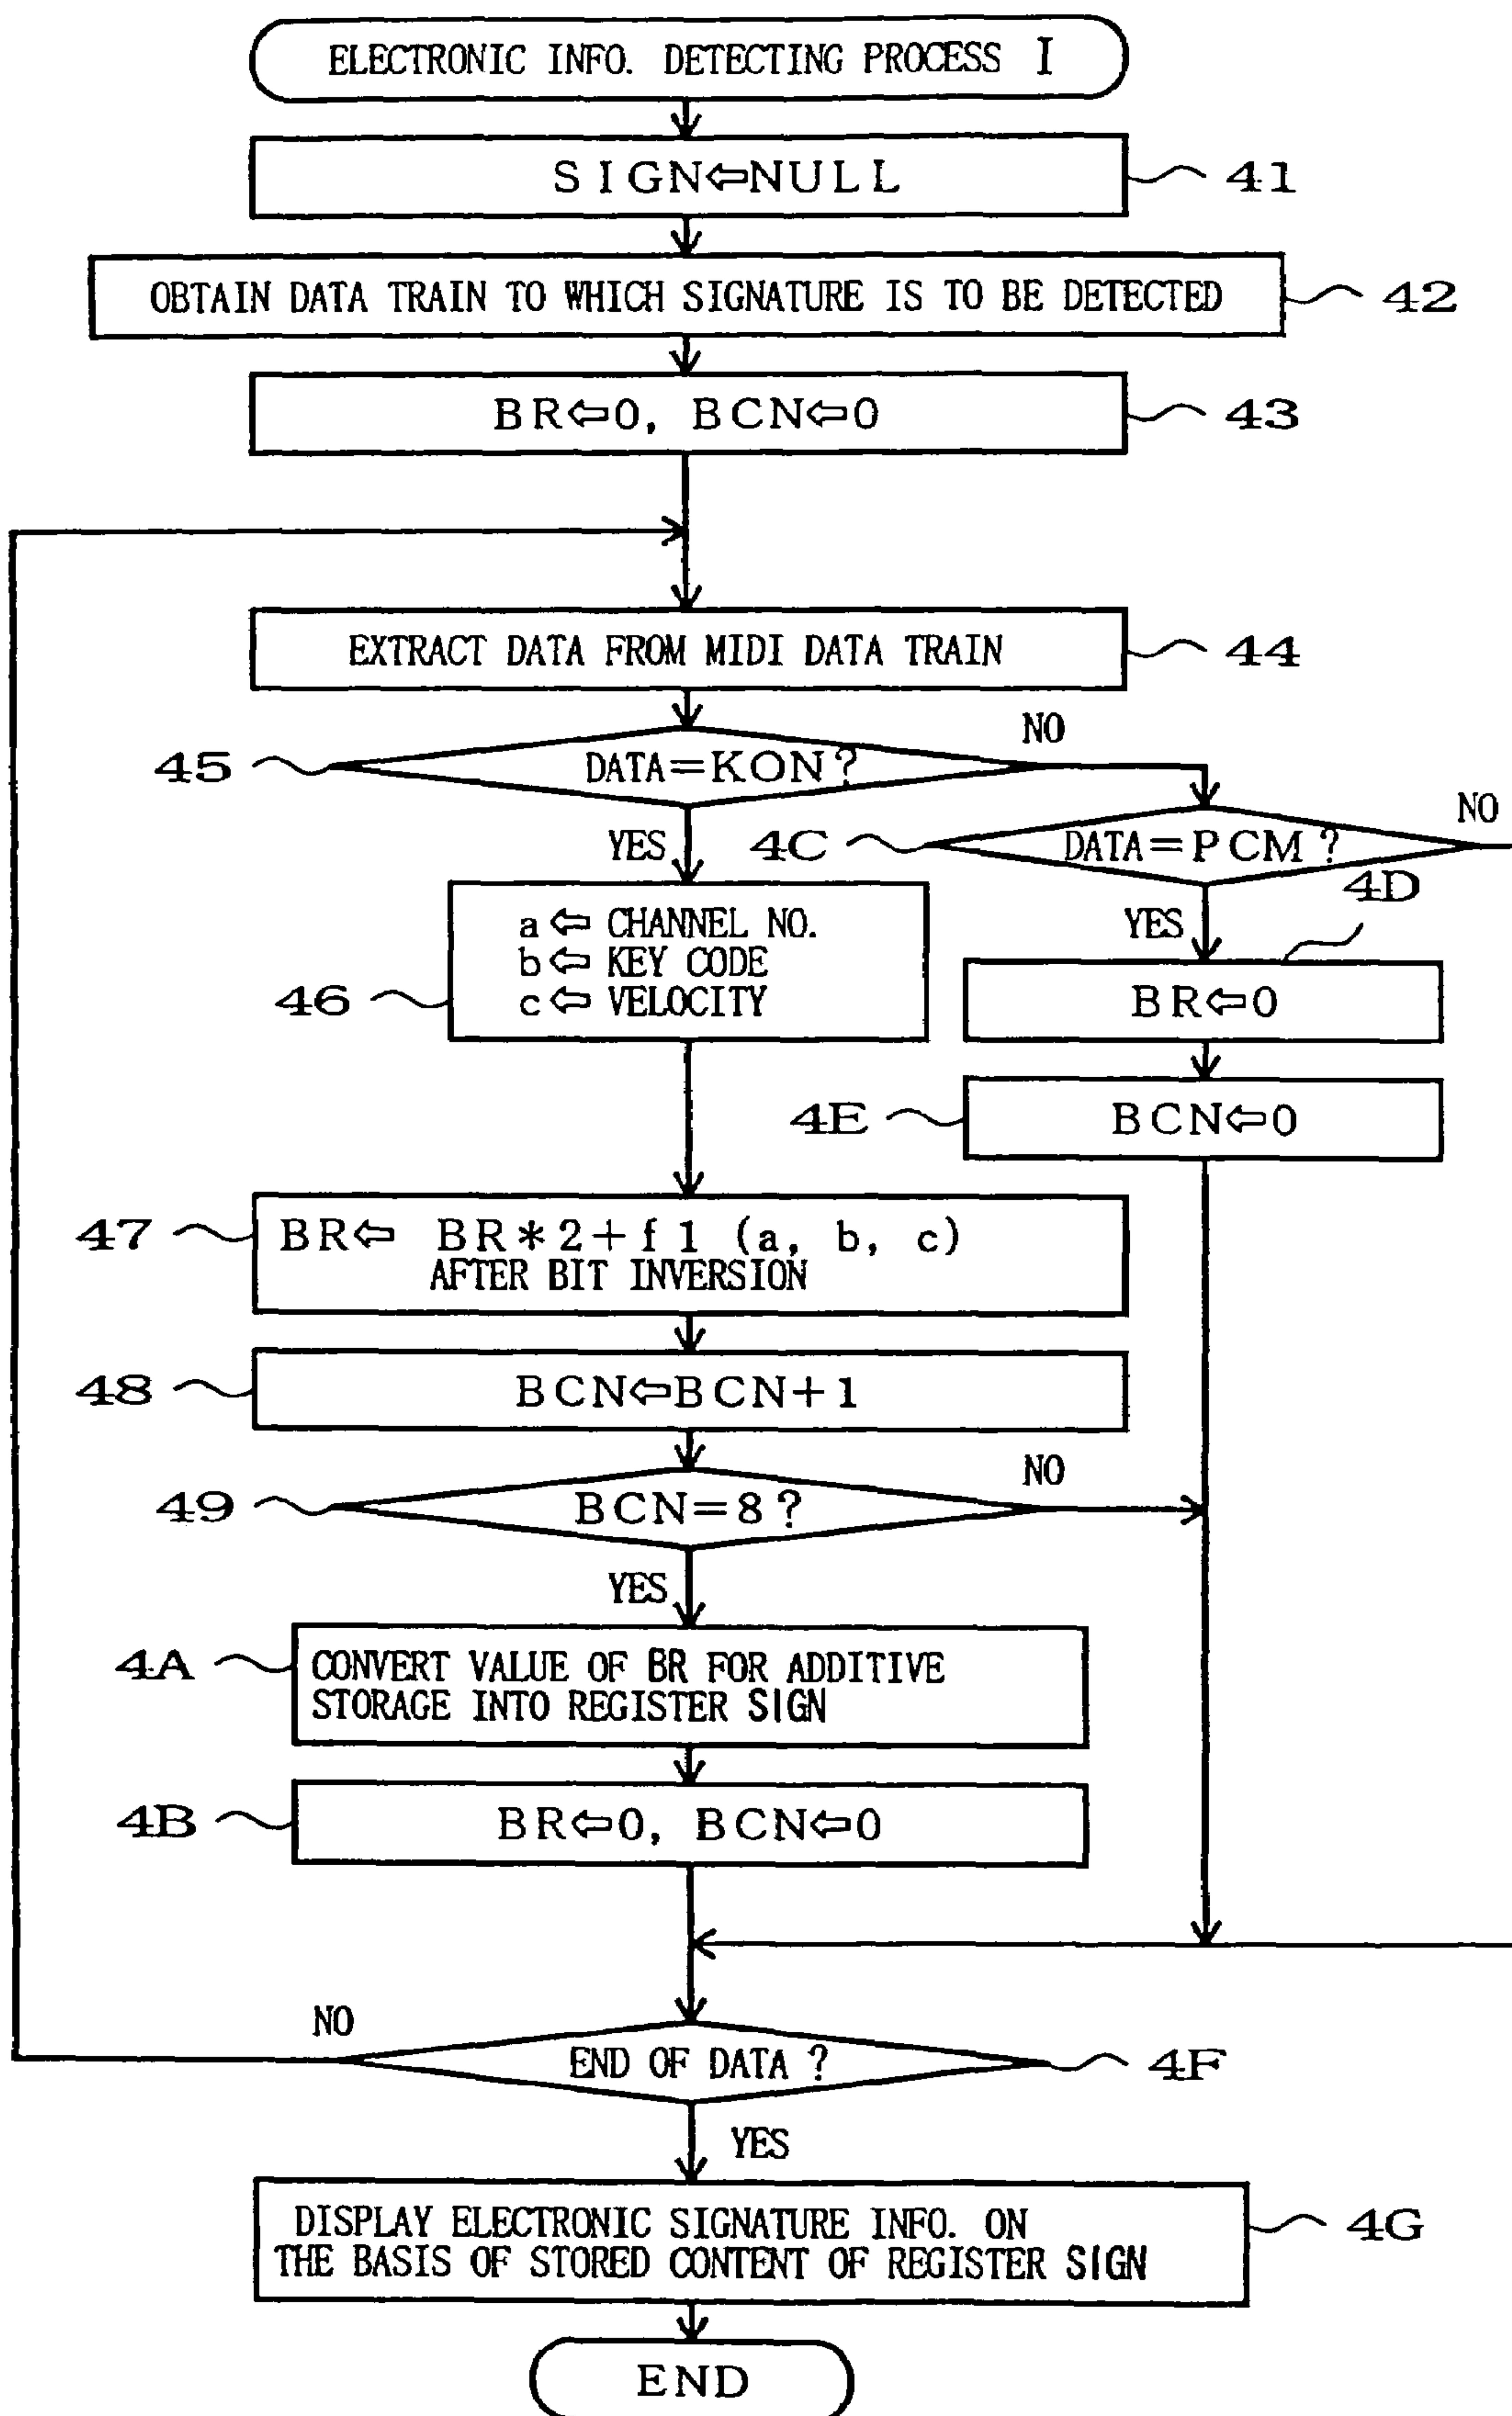 ELECTRONIC INFO. DETECTING PROCESS I
SIGN⇦NULL
41
OBTAIN DATA TRAIN TO WHICH SIGNATURE IS TO BE DETECTED
42
BR⇦0, BCN⇦0
43
EXTRACT DATA FROM MIDI DATA TRAIN
44
NO
45
DATA=KON?
NO
YES
4C
DATA=PCM?
4D
a⇦ CHANNEL NO.
b⇦ KEY CODE
c⇦ VELOCITY
46
YES
BR⇦0
4E
BCN⇦0
47
BR⇦ BR*2+f1 (a, b, c)
AFTER BIT INVERSION
48
BCN⇦BCN+1
NO
49
BCN=8?
YES
4A
CONVERT VALUE OF BR FOR ADDITIVE
STORAGE INTO REGISTER SIGN
4B
BR⇦0, BCN⇦0
NO
END OF DATA?
4F
YES
DISPLAY ELECTRONIC SIGNATURE INFO. ON
THE BASIS OF STORED CONTENT OF REGISTER SIGN
4G
END